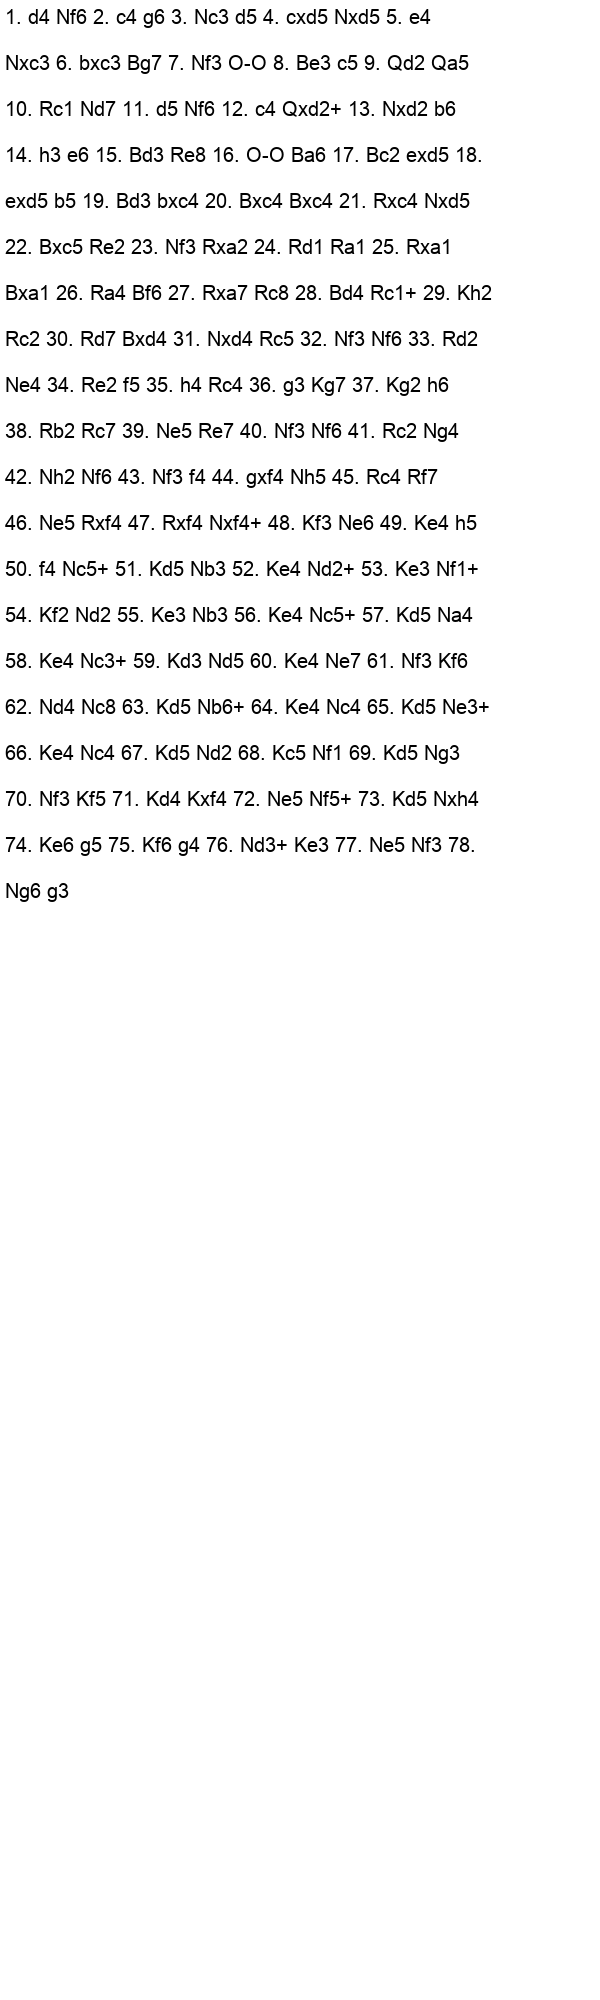 1. d4 Nf6 2. c4 g6 3. Nc3 d5 4. cxd5 Nxd5 5. e4
Nxc3 6. bxc3 Bg7 7. Nf3 O-O 8. Be3 c5 9. Qd2 Qa5
10. Rc1 Nd7 11. d5 Nf6 12. c4 Qxd2+ 13. Nxd2 b6
14. h3 e6 15. Bd3 Re8 16. O-O Ba6 17. Bc2 exd5 18.
exd5 b5 19. Bd3 bxc4 20. Bxc4 Bxc4 21. Rxc4 Nxd5
22. Bxc5 Re2 23. Nf3 Rxa2 24. Rd1 Ra1 25. Rxa1
Bxa1 26. Ra4 Bf6 27. Rxa7 Rc8 28. Bd4 Rc1+ 29. Kh2
Rc2 30. Rd7 Bxd4 31. Nxd4 Rc5 32. Nf3 Nf6 33. Rd2
Ne4 34. Re2 f5 35. h4 Rc4 36. g3 Kg7 37. Kg2 h6
38. Rb2 Rc7 39. Ne5 Re7 40. Nf3 Nf6 41. Rc2 Ng4
42. Nh2 Nf6 43. Nf3 f4 44. gxf4 Nh5 45. Rc4 Rf7
46. Ne5 Rxf4 47. Rxf4 Nxf4+ 48. Kf3 Ne6 49. Ke4 h5
50. f4 Nc5+ 51. Kd5 Nb3 52. Ke4 Nd2+ 53. Ke3 Nf1+
54. Kf2 Nd2 55. Ke3 Nb3 56. Ke4 Nc5+ 57. Kd5 Na4
58. Ke4 Nc3+ 59. Kd3 Nd5 60. Ke4 Ne7 61. Nf3 Kf6
62. Nd4 Nc8 63. Kd5 Nb6+ 64. Ke4 Nc4 65. Kd5 Ne3+
66. Ke4 Nc4 67. Kd5 Nd2 68. Kc5 Nf1 69. Kd5 Ng3
70. Nf3 Kf5 71. Kd4 Kxf4 72. Ne5 Nf5+ 73. Kd5 Nxh4
74. Ke6 g5 75. Kf6 g4 76. Nd3+ Ke3 77. Ne5 Nf3 78.
Ng6 g3